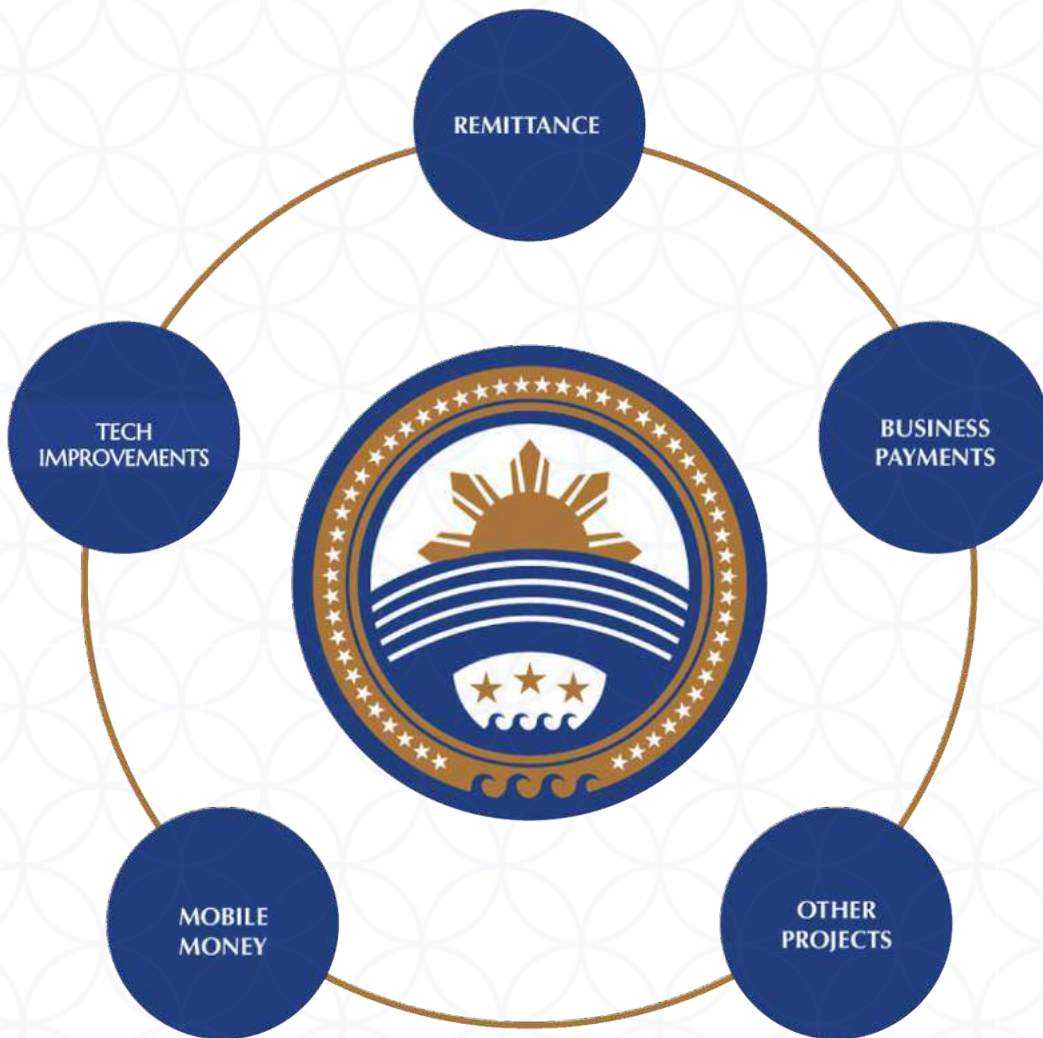 REMITTANCE
TECH
IMPROVEMENTS
BUSINESS
PAYMENTS
MOBILE
MONEY
OTHER
PROJECTS